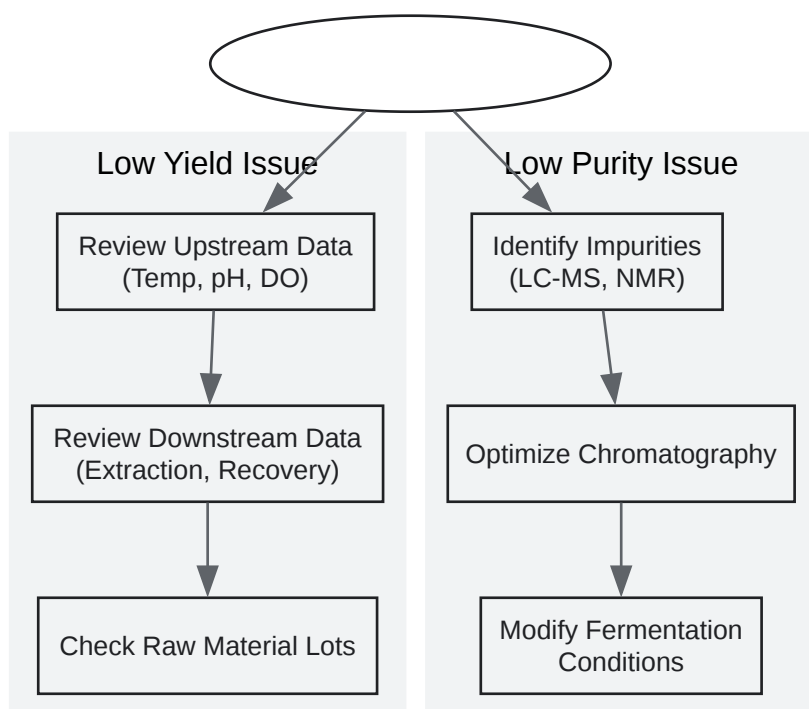 Low Yield Issue
Review Upstream Data
(Temp, pH, DO)
Review Downstream Data
(Extraction, Recovery)
Check Raw Material Lots
Low Purity Issue
Identify Impurities
(LC-MS, NMR)
Optimize Chromatography
Modify Fermentation
Conditions